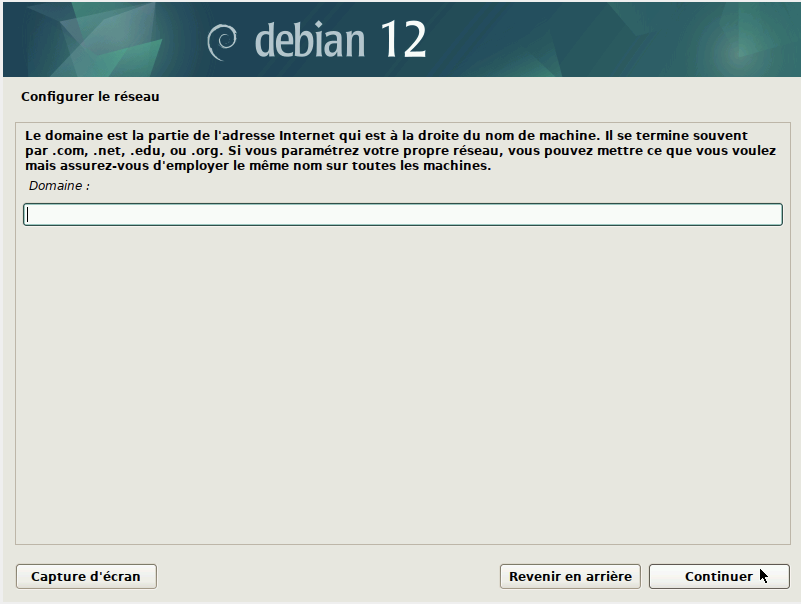 debian 12
Configurer le réseau
Le domaine est la partie de l'adresse Internet qui est à la droite du nom de machine. Il se termine souvent
par .com, .net, .edu, ou .org. Si vous paramétrez votre propre réseau, vous pouvez mettre ce que vous voulez
mais assurez-vous d'employer le même nom sur toutes les machines.
Domaine :
Capture d'écran
Revenir en arrière
Continuer